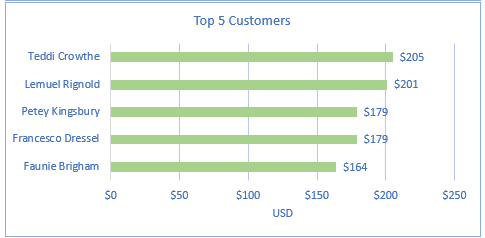 Top 5 Customers
Teddi Crowthe $205
Lemuel Rignold $201
Petey Kingsbury $179
Francesco Dressel $179
Faunie Brigham $164
$0 $50 $100 $150 $200 $250
USD